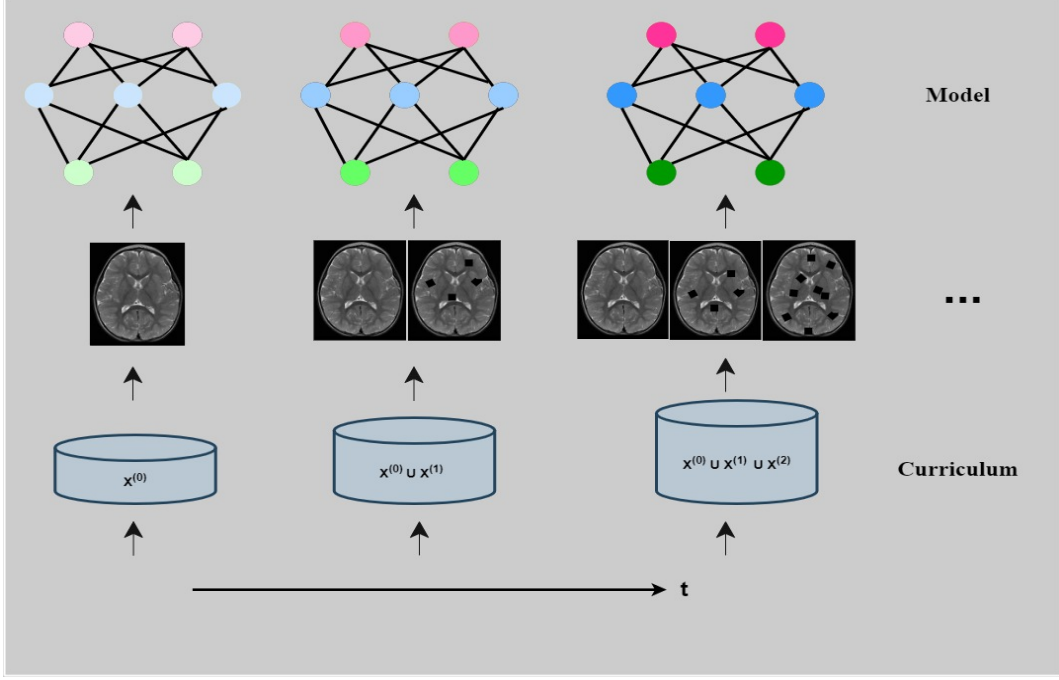 Model
...
X⁽⁰⁾
X⁽⁰⁾ ∪ X⁽¹⁾
X⁽⁰⁾ ∪ X⁽¹⁾ ∪ X⁽²⁾
Curriculum
t